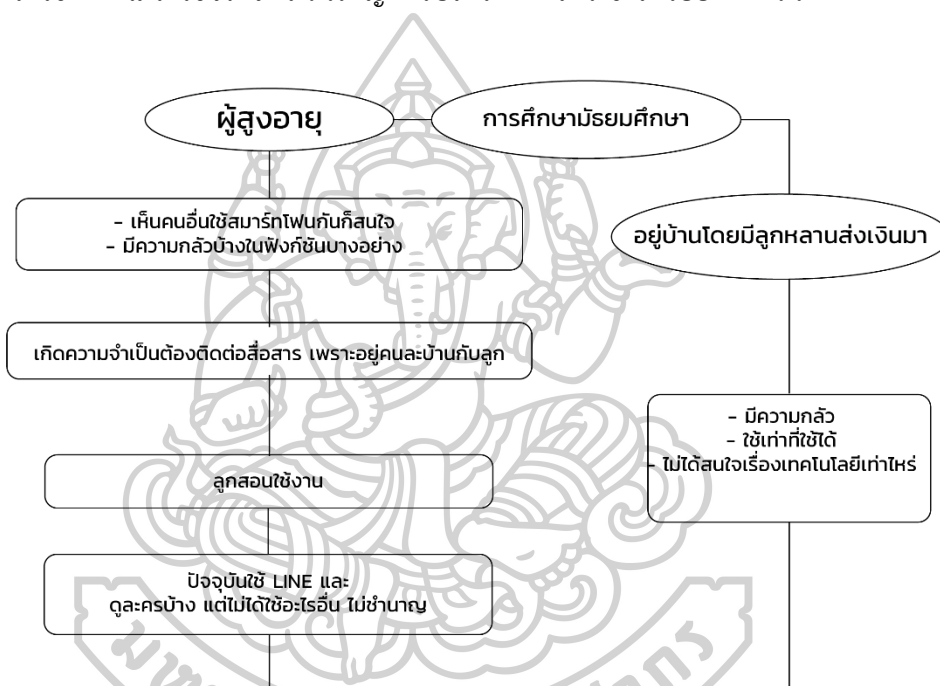 ผู้สูงอายุ
การศึกษามัธยมศึกษา
- เห็นคนอื่นใช้สมาร์ทโฟนกันก็สนใจ
- มีความกลัวบ้างในฟังก์ชันบางอย่าง
อยู่บ้านโดยมีลูกหลานส่งเงินมา
เกิดความจำเป็นต้องติดต่อสื่อสาร เพราะอยู่คนละบ้านกับลูก
- มีความกลัว
- ใช้เท่าที่ใช้ได้
- ไม่ได้สนใจเรื่องเทคโนโลยีเท่าไหร่
ลูกสอนใช้งาน
ปัจจุบันใช้ LINE และ
ดูละครบ้าง แต่ไม่ได้ใช้อะไรอื่น ไม่ชำนาญ